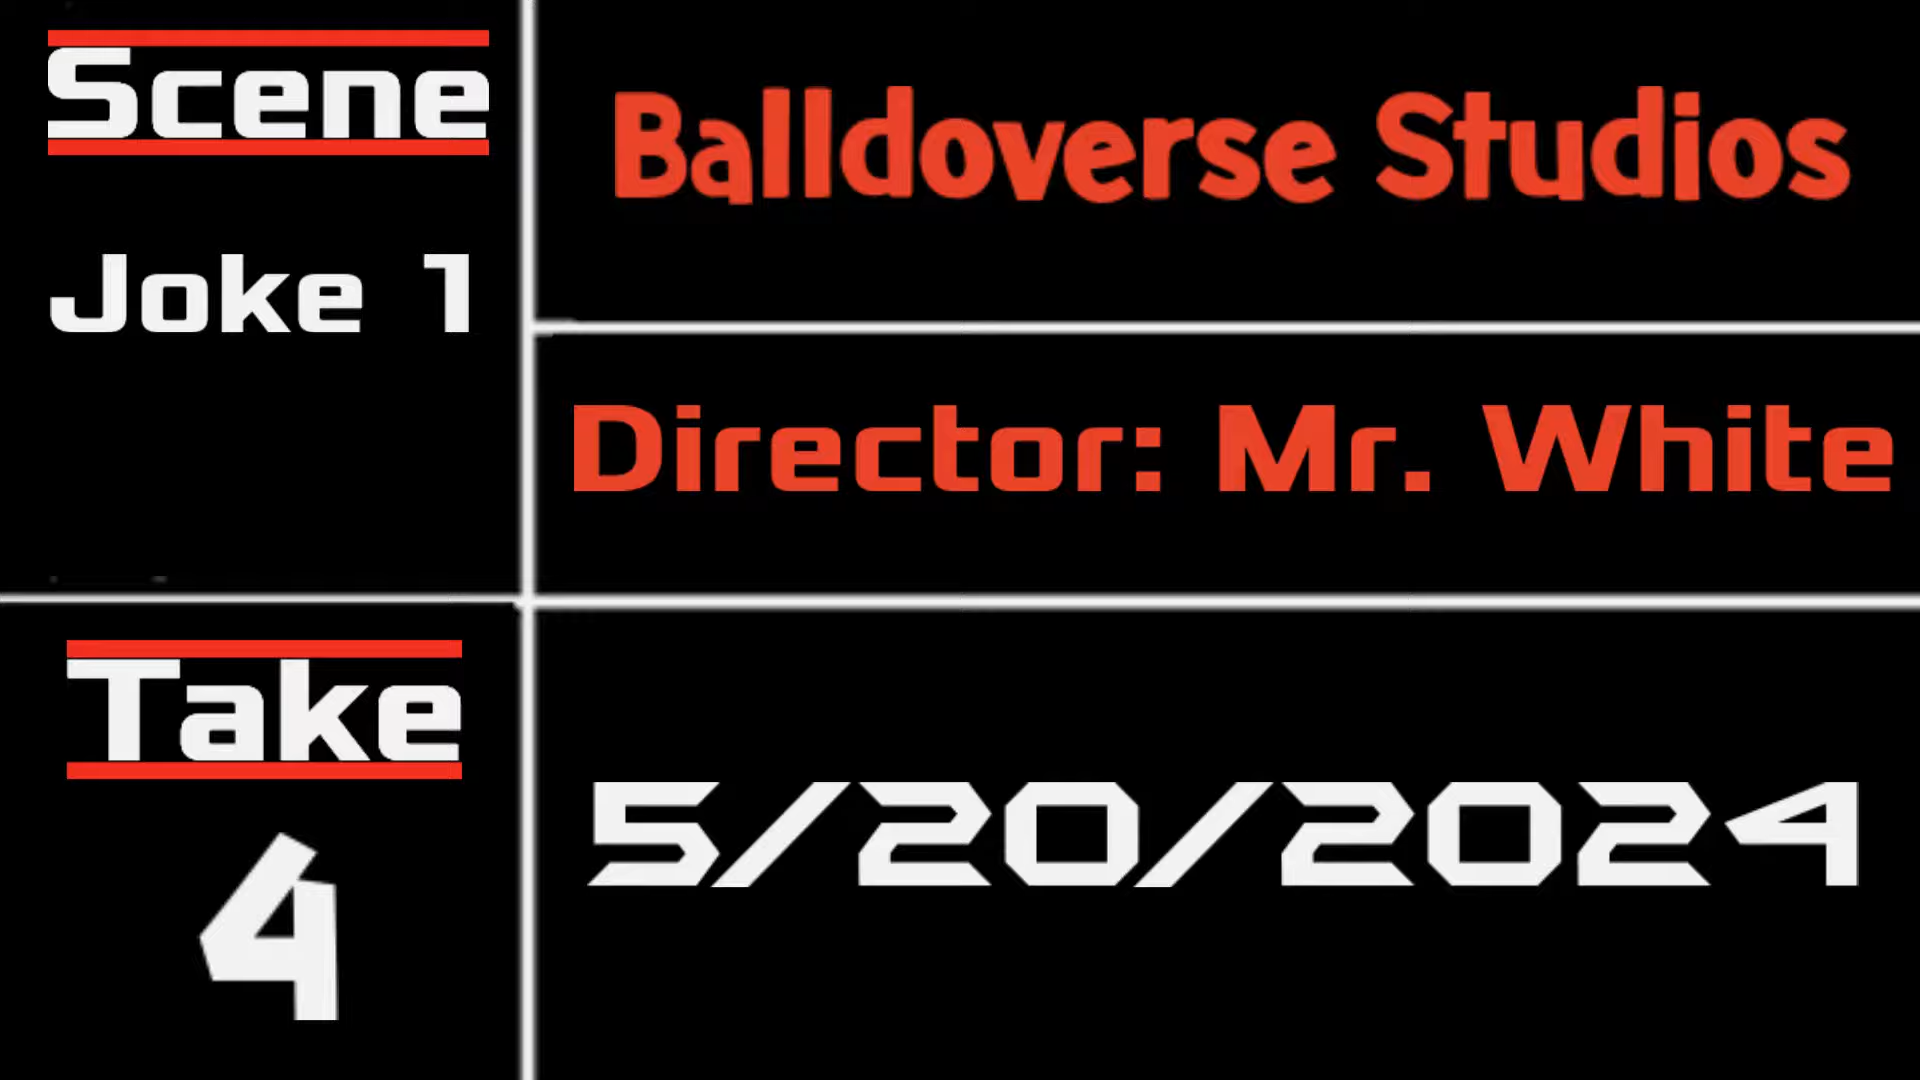 Scene
Joke 1
Balldoverse Studios
Director: Mr. White
Take
4
5/20/2024